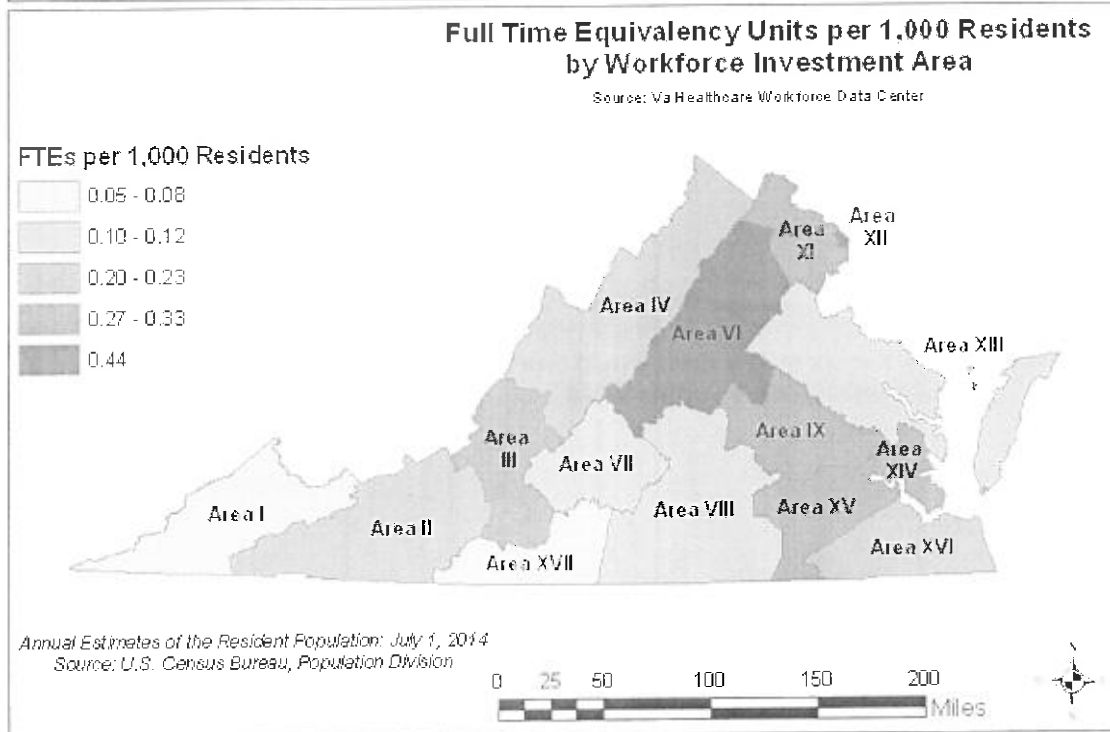 Full Time Equivalency Units per 1,000 Residents
by Workforce Investment Area
Source: Va Healthcare Workforce Data Center
FTEs per 1,000 Residents
0.05 - 0.08
0.10 - 0.12
0.20 - 0.23
0.27 - 0.33
0.44
Area
XII
Area
XI
Area IV
Area VI
Area XIII
Area IX
Area
III
Area
XIV
Area VII
Area I
Area VIII
Area XV
Area II
Area XVI
Area XVII
Annual Estimates of the Resident Population: July 1, 2014
Source: U.S. Census Bureau, Population Division
0 25 50 100 150 200
Miles